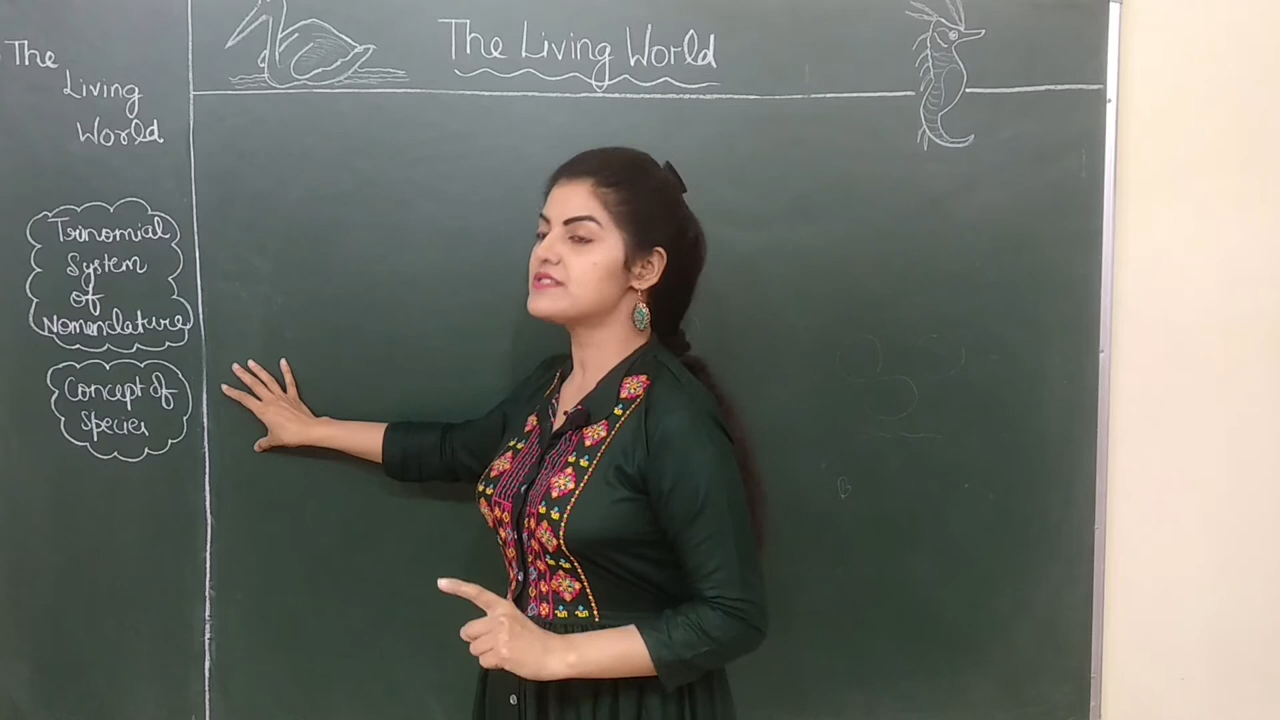 The Living World
The
Living
World
Trinomial
System
of
Nomenclature
Concept of
Species